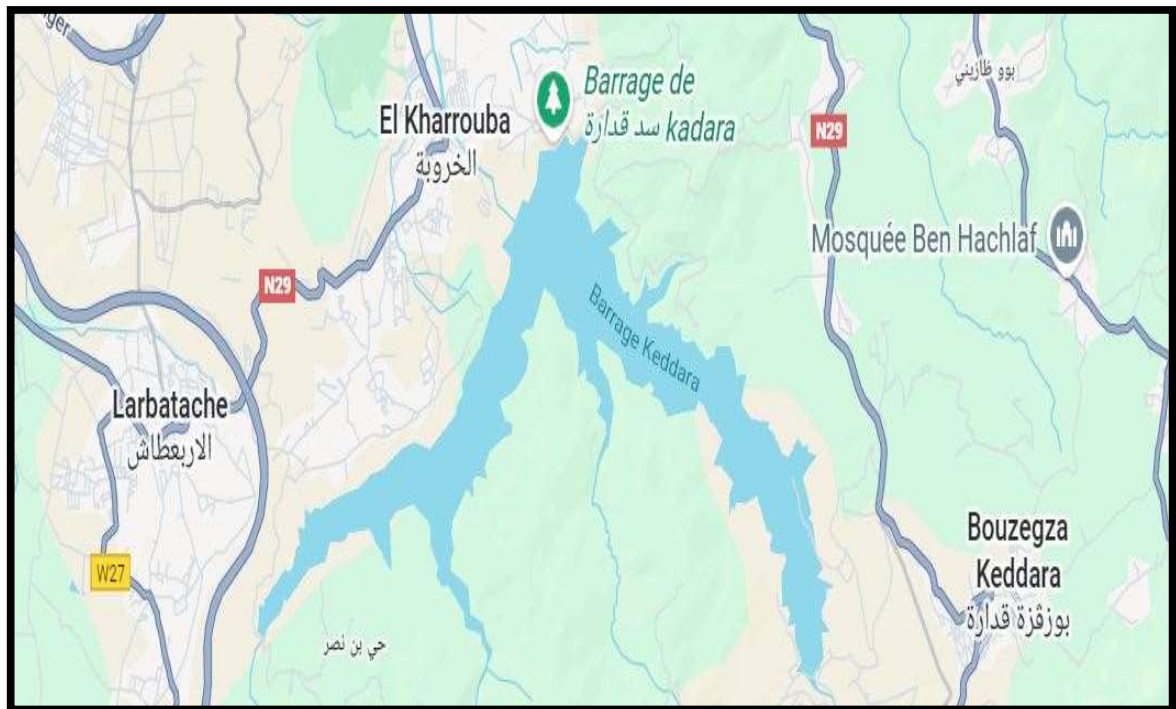 Barrage de
سد قدارة kadara
El Kharrouba
الخروبة
بوو ظازيني
N29
Mosquée Ben Hachlaf
N29
Barrage Keddara
Larbatache
الاربعطاش
Bouzegza
Keddara
بوزقزة قدارة
W27
حي بن نصر